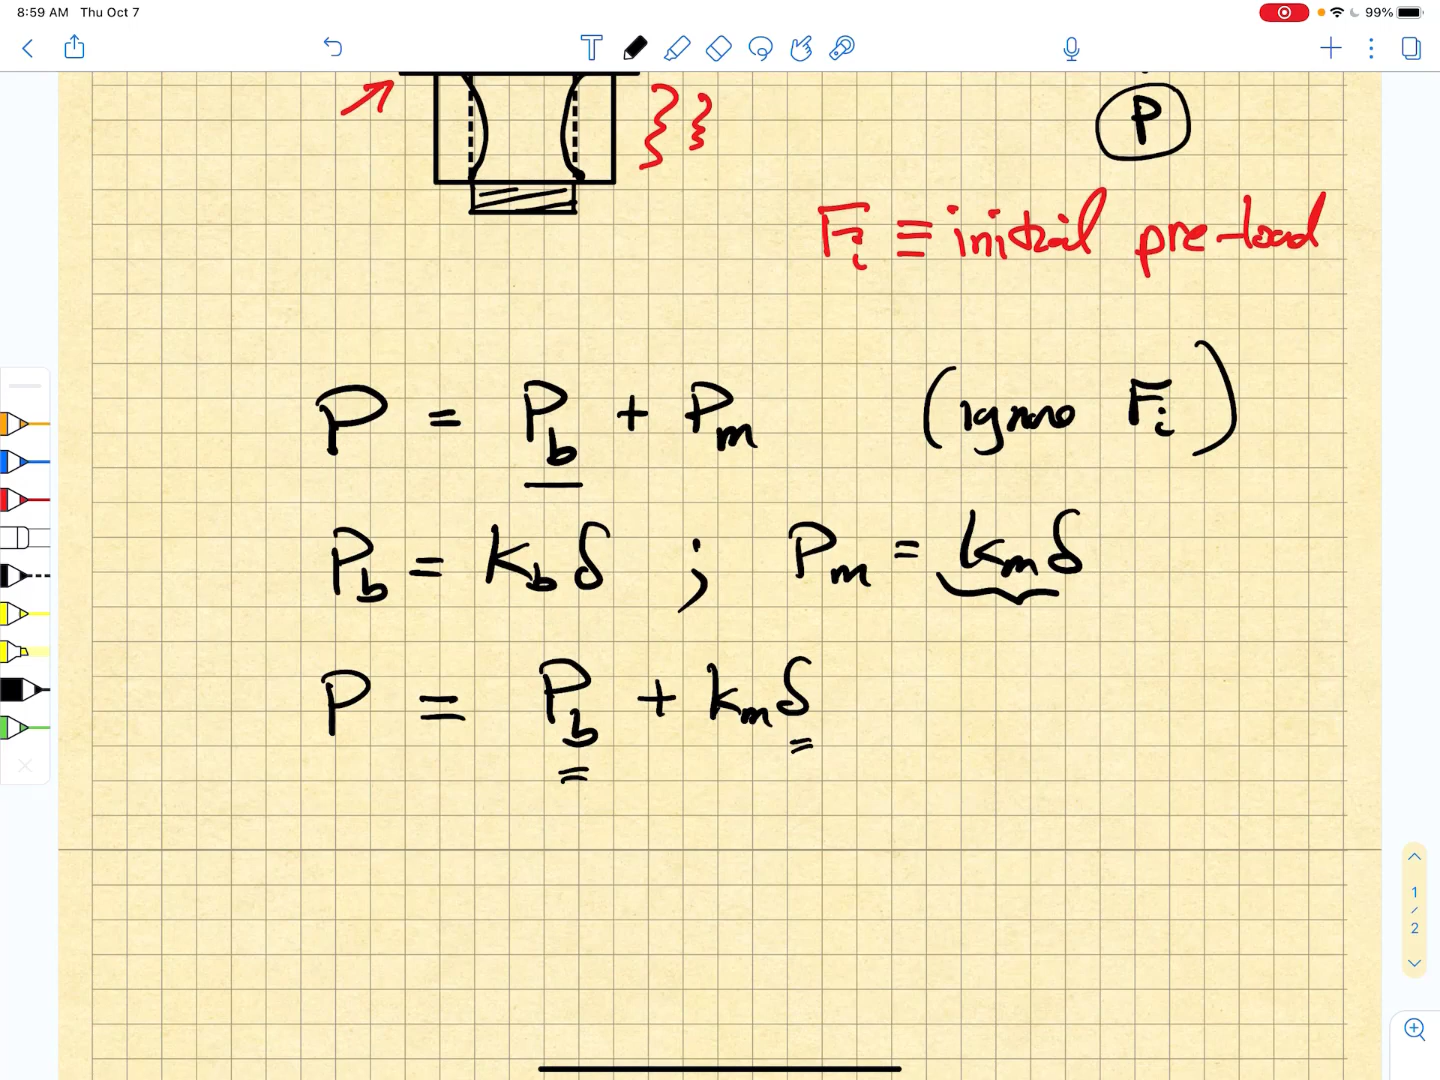 8:59 AM Thu Oct 7
99%
T
P
Fi ≡ initial pre-load
P = Pb + Pm (ignore Fi)
Pb = kb δ ; Pm = km δ
P = Pb + km δ
1
/
2